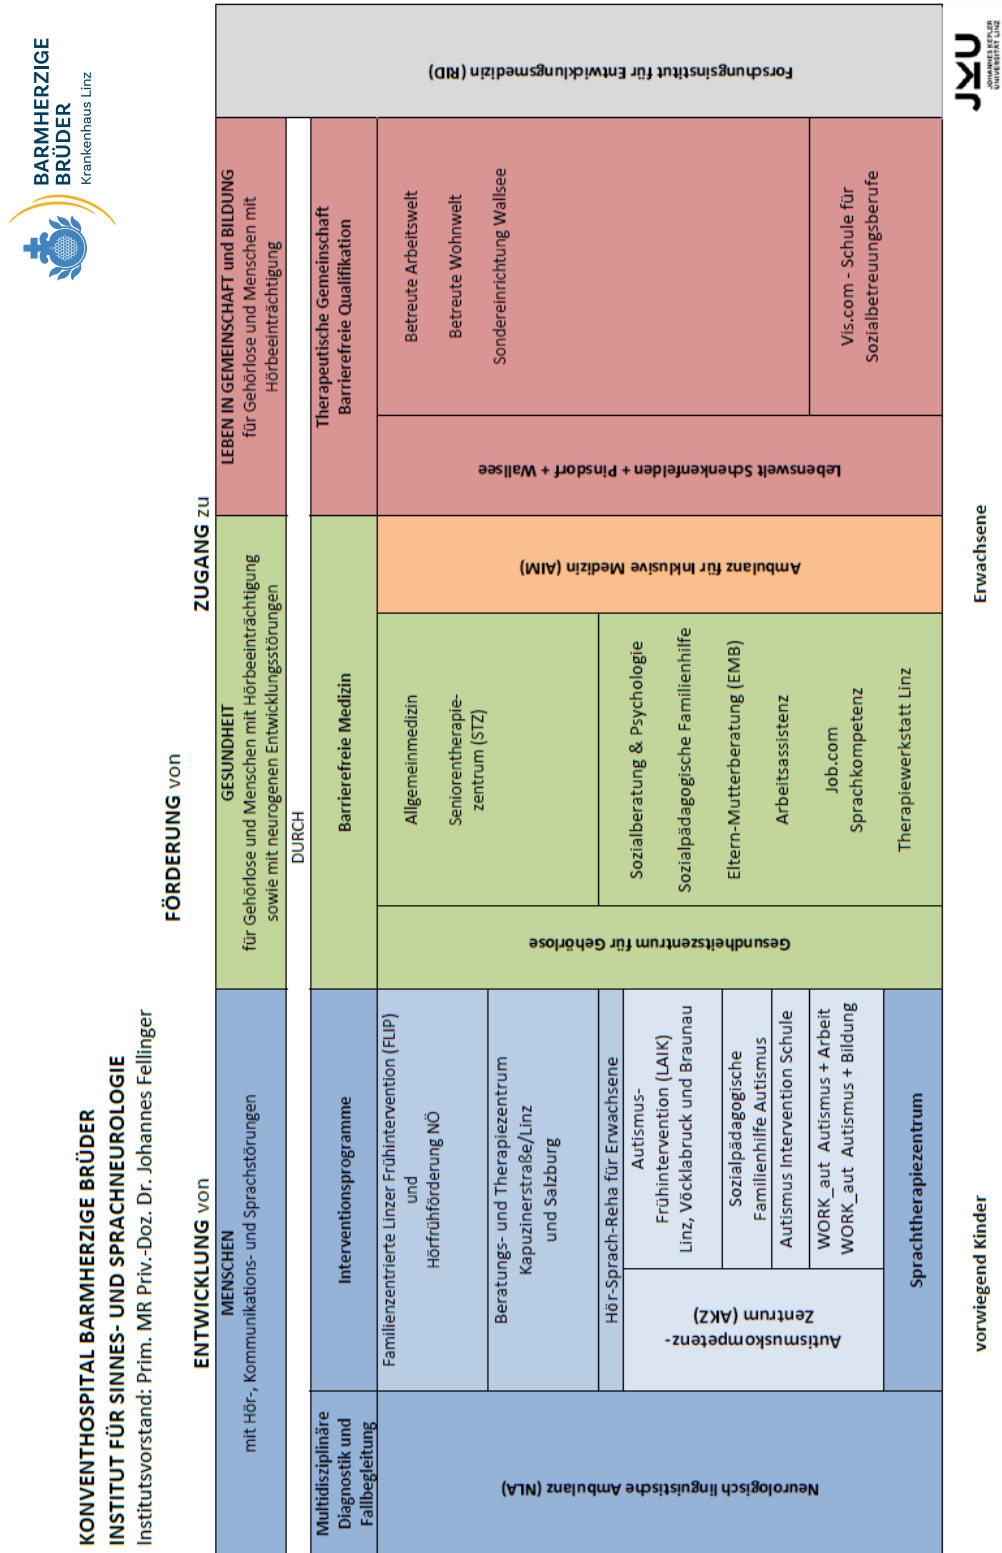 BARMHERZIGE
BRÜDER
Krankenhaus Linz
KONVENTHOSPITAL BARMHERZIGE BRÜDER
INSTITUT FÜR SINNES- UND SPRACHNEUROLOGIE
Institutsvorstand: Prim. MR Priv.-Doz. Dr. Johannes Fellinger
FÖRDERUNG von
ENTWICKLUNG von
ZUGANG zu
MENSCHEN
mit Hör-, Kommunikations- und Sprachstörungen
GESUNDHEIT
für Gehörlose und Menschen mit Hörbeeinträchtigung
sowie mit neurogenen Entwicklungsstörungen
LEBEN IN GEMEINSCHAFT und BILDUNG
für Gehörlose und Menschen mit
Hörbeeinträchtigung
DURCH
Multidisziplinäre
Diagnostik und
Fallbegleitung
Interventionsprogramme
Barrierefreie Medizin
Therapeutische Gemeinschaft
Barrierefreie Qualifikation
Neurologisch linguistische Ambulanz (NLA)
Familienzentrierte Linzer Frühintervention (FLIP)
und
Hörfrühförderung NÖ
Beratungs- und Therapiezentrum
Kapuzinerstraße/Linz
und Salzburg
Hör-Sprach-Reha für Erwachsene
Autismuskompetenz-
Zentrum (AKZ)
Autismus-
Frühintervention (LAIK)
Linz, Vöcklabruck und Braunau
Sozialpädagogische
Familienhilfe Autismus
Autismus Intervention Schule
WORK_aut Autismus + Arbeit
WORK_aut Autismus + Bildung
Sprachtherapiezentrum
Gesundheitszentrum für Gehörlose
Allgemeinmedizin
Seniorentherapie-
zentrum (STZ)
Sozialberatung & Psychologie
Sozialpädagogische Familienhilfe
Eltern-Mutterberatung (EMB)
Arbeitsassistenz
Job.com
Sprachkompetenz
Therapiewerkstatt Linz
Ambulanz für Inklusive Medizin (AIM)
Lebenswelt Schenkenfelden + Pinsdorf + Wallsee
Betreute Arbeitswelt
Betreute Wohnwelt
Sondereinrichtung Wallsee
Vis.com - Schule für
Sozialbetreuungsberufe
Forschungsinstitut für Entwicklungsmedizin (RID)
vorwiegend Kinder
Erwachsene
JKU
JOHANNES KEPLER
UNIVERSITÄT LINZ